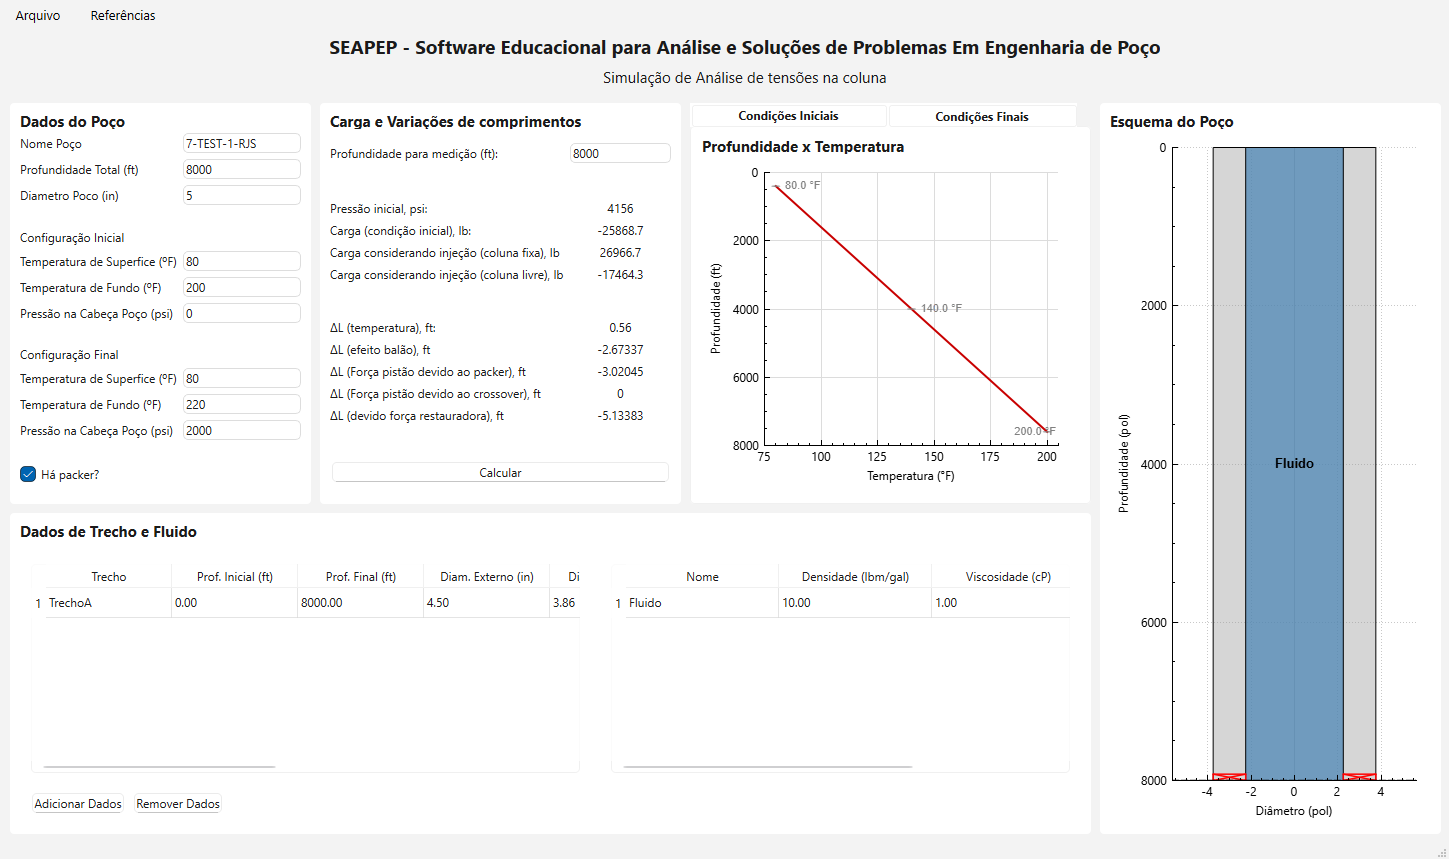 Arquivo Referências
SEAPEP - Software Educacional para Análise e Soluções de Problemas Em Engenharia de Poço
Simulação de Análise de tensões na coluna
Dados do Poço
Nome Poço 7-TEST-1-RJS
Profundidade Total (ft) 8000
Diametro Poco (in) 5
Configuração Inicial
Temperatura de Superfice (ºF) 80
Temperatura de Fundo (ºF) 200
Pressão na Cabeça Poço (psi) 0
Configuração Final
Temperatura de Superfice (ºF) 80
Temperatura de Fundo (ºF) 220
Pressão na Cabeça Poço (psi) 2000
Há packer?
Carga e Variações de comprimentos
Profundidade para medição (ft): 8000
Pressão inicial, psi: 4156
Carga (condição inicial), lb: -25868.7
Carga considerando injeção (coluna fixa), lb 26966.7
Carga considerando injeção (coluna livre), lb -17464.3
ΔL (temperatura), ft: 0.56
ΔL (efeito balão), ft -2.67337
ΔL (Força pistão devido ao packer), ft -3.02045
ΔL (Força pistão devido ao crossover), ft 0
ΔL (devido força restauradora), ft -5.13383
Calcular
Condições Iniciais Condições Finais
Profundidade x Temperatura
Profundidade (ft)
0
2000
4000
6000
8000
80.0 °F
140.0 °F
200.0 °F
75 100 125 150 175 200
Temperatura (°F)
Esquema do Poço
Profundidade (pol)
0
2000
4000
6000
8000
Fluido
-4 -2 0 2 4
Diâmetro (pol)
Dados de Trecho e Fluido
Trecho Prof. Inicial (ft) Prof. Final (ft) Diam. Externo (in) Di
1 TrechoA 0.00 8000.00 4.50 3.86
Nome Densidade (lbm/gal) Viscosidade (cP)
1 Fluido 10.00 1.00
Adicionar Dados Remover Dados